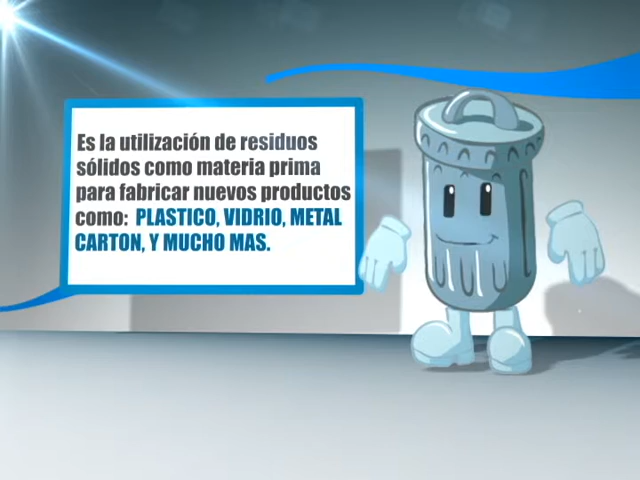 Es la utilización de residuos
sólidos como materia prima
para fabricar nuevos productos
como: PLASTICO, VIDRIO, METAL
CARTON, Y MUCHO MAS.